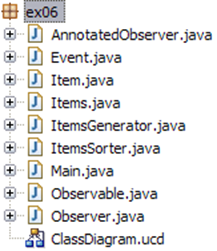 ex06
AnnotatedObserver.java
Event.java
Item.java
Items.java
ItemsGenerator.java
ItemsSorter.java
Main.java
Observable.java
Observer.java
ClassDiagram.ucd